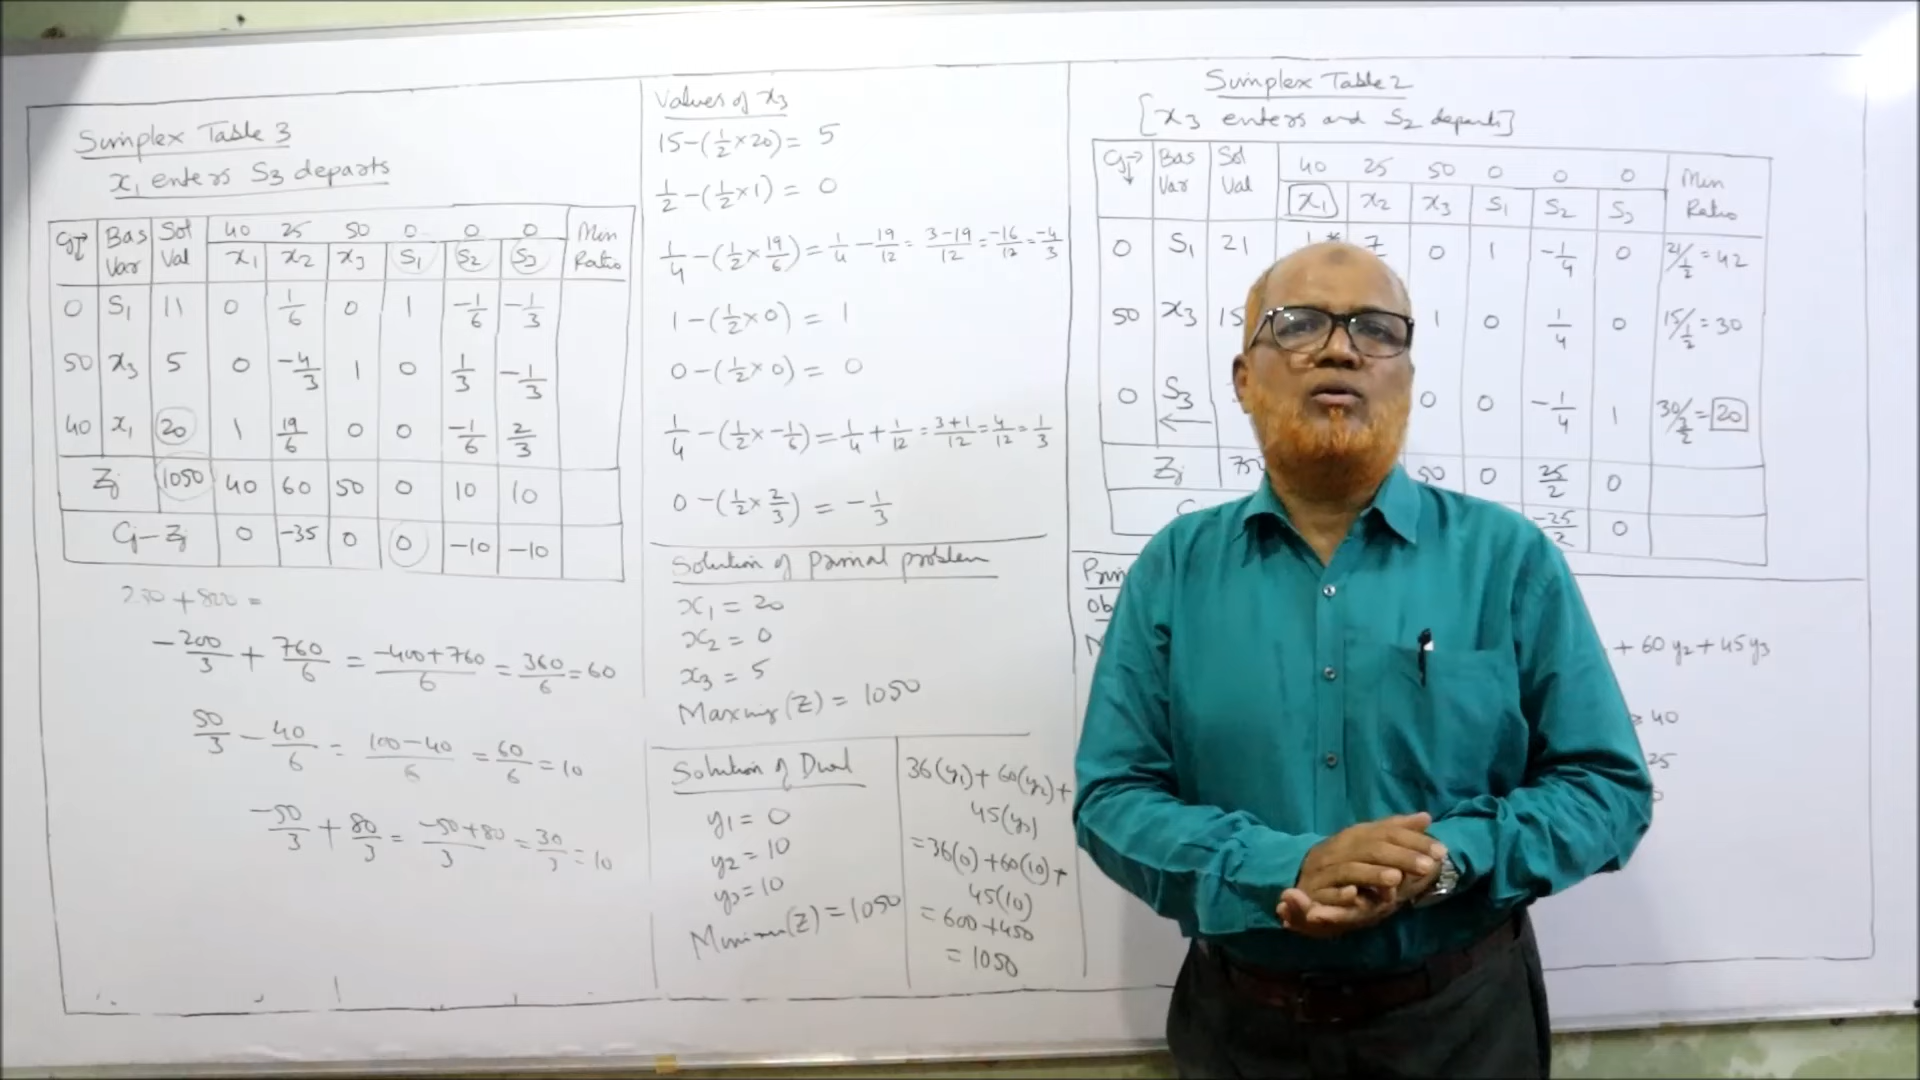 Simplex Table 3
x₁ enters S₃ departs
Cj→ Bas Var Sol Val 40 25 50 0 0 0 Min Ratio
x₁ x₂ x₃ S₁ S₂ S₃
0 S₁ 11 0 1/6 0 1 -1/6 -1/3
50 x₃ 5 0 -4/3 1 0 1/3 -1/3
40 x₁ 20 1 19/6 0 0 -1/6 2/3
Zj 1050 40 60 50 0 10 10
Cj-Zj 0 -35 0 0 -10 -10
250+800=
-200/3 + 760/6 = -400+760/6 = 360/6 = 60
50/3 - 40/6 = 100-40/6 = 60/6 = 10
-50/3 + 80/3 = -50+80/3 = 30/3 = 10
Values of x₃
15-(1/2×20) = 5
1/2-(1/2×1) = 0
1/4-(1/2×19/6) = 1/4-19/12 = 3-19/12 = -16/12 = -4/3
1-(1/2×0) = 1
0-(1/2×0) = 0
1/4-(1/2×-1/6) = 1/4+1/12 = 3+1/12 = 4/12 = 1/3
0-(1/2×2/3) = -1/3
Solution of Primal problem
x₁ = 20
x₂ = 0
x₃ = 5
(Z) = 1050
Solution of Dual
y₁ = 0
y₂ = 10
y₃ = 10
(Z) = 1050
36(y₁)+60(y₂)+
45(y₃)
=36(0)+60(10)+
45(10)
= 600+450
= 1050
Simplex Table 2
[x₃ enters and S₂ departs]
Cj→ Bas Var Sol Val 40 25 50 0 0 0 Min Ratio
x₁ x₂ x₃ S₁ S₂ S₃
0 S₁ 21 7 0 1 -1/4 0 21/1/2 = 42
50 x₃ 15 1 0 1/4 0 15/1/2 = 30
0 S₃ 0 0 -1/4 1 30/3/2 = 20
Zj 750 50 0 25/2 0
-25/2 0
+ 60y₂ + 45y₃
≥ 40
25